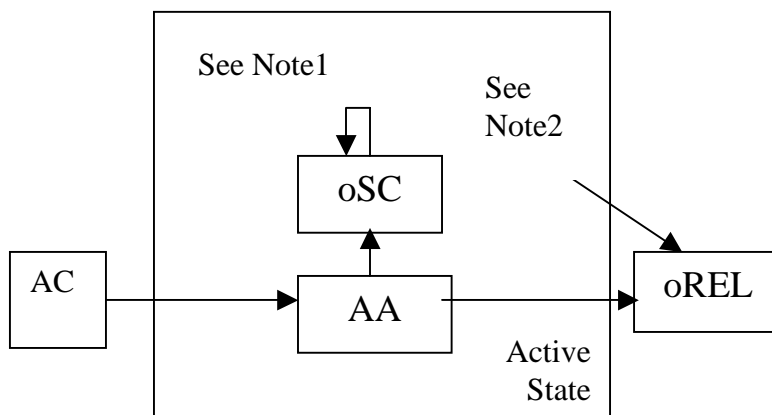 See Note1
See
Note2
oSC
AC
AA
oREL
Active
State